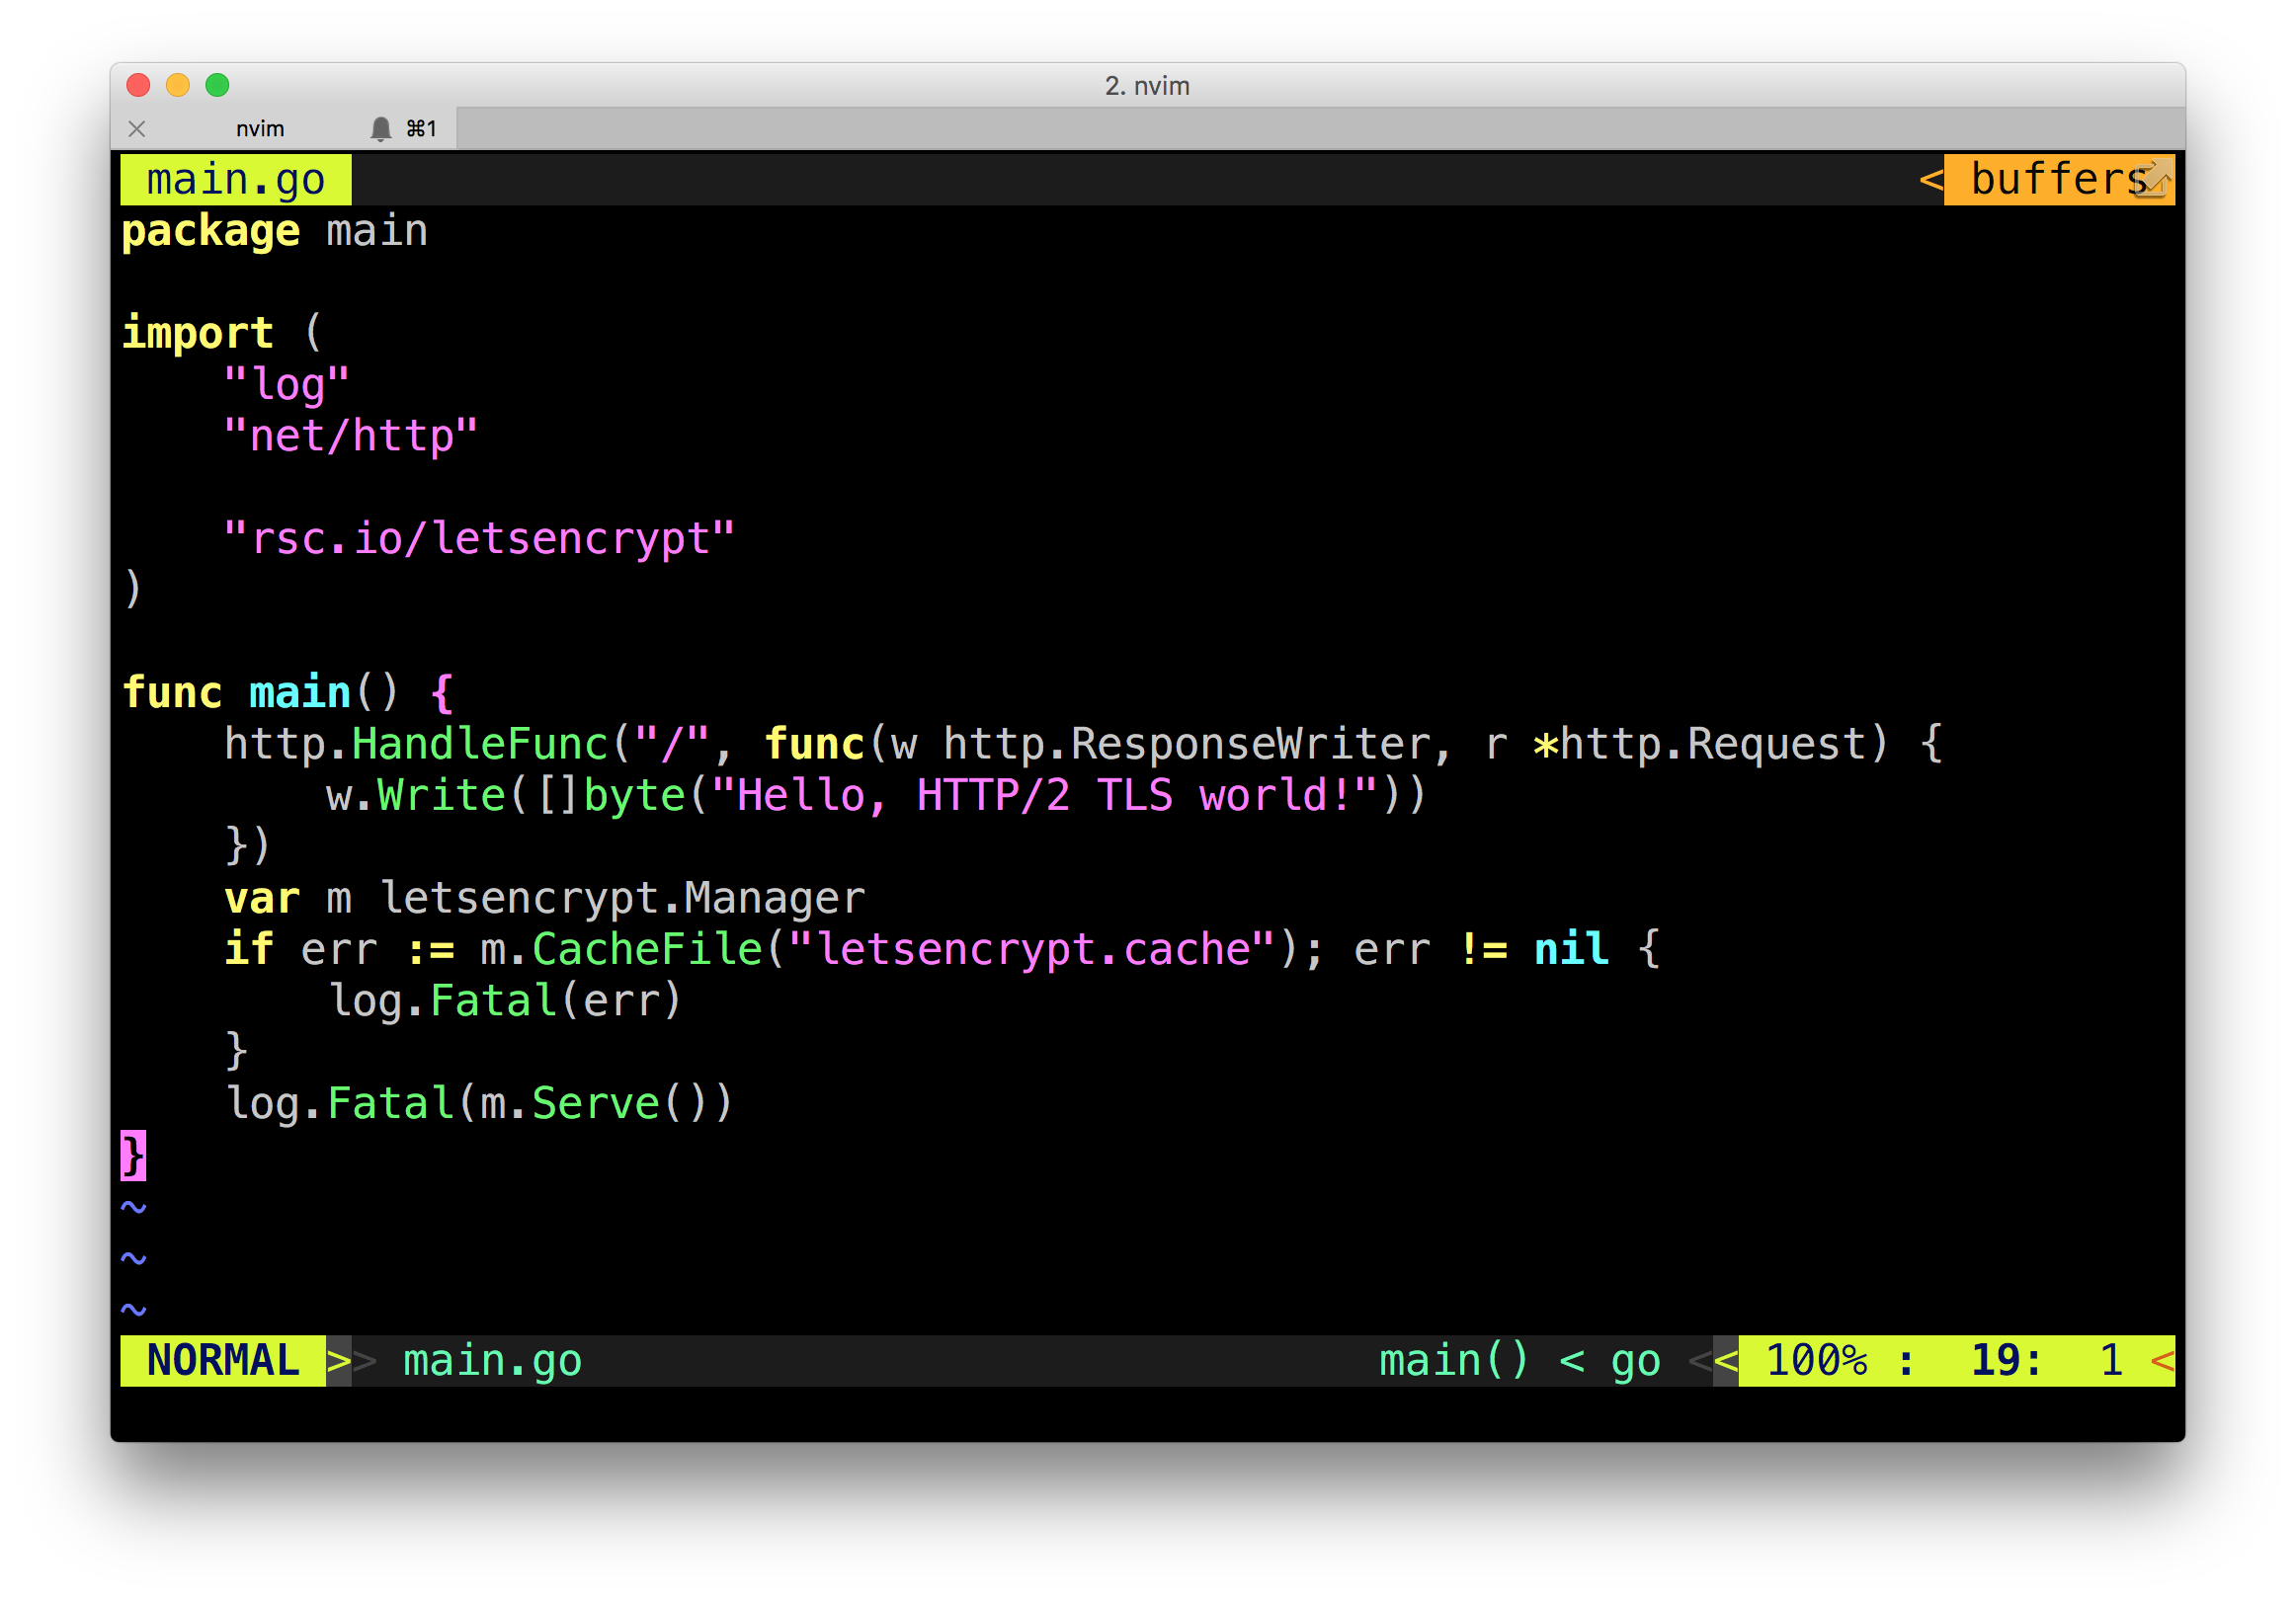 2. nvim
nvim ⌘1
main.go < buffers
package main
import (
"log"
"net/http"
"rsc.io/letsencrypt"
)
func main() {
http.HandleFunc("/", func(w http.ResponseWriter, r *http.Request) {
w.Write([]byte("Hello, HTTP/2 TLS world!"))
})
var m letsencrypt.Manager
if err := m.CacheFile("letsencrypt.cache"); err != nil {
log.Fatal(err)
}
log.Fatal(m.Serve())
}
~
~
~
NORMAL >> main.go main() < go << 100% : 19: 1 <